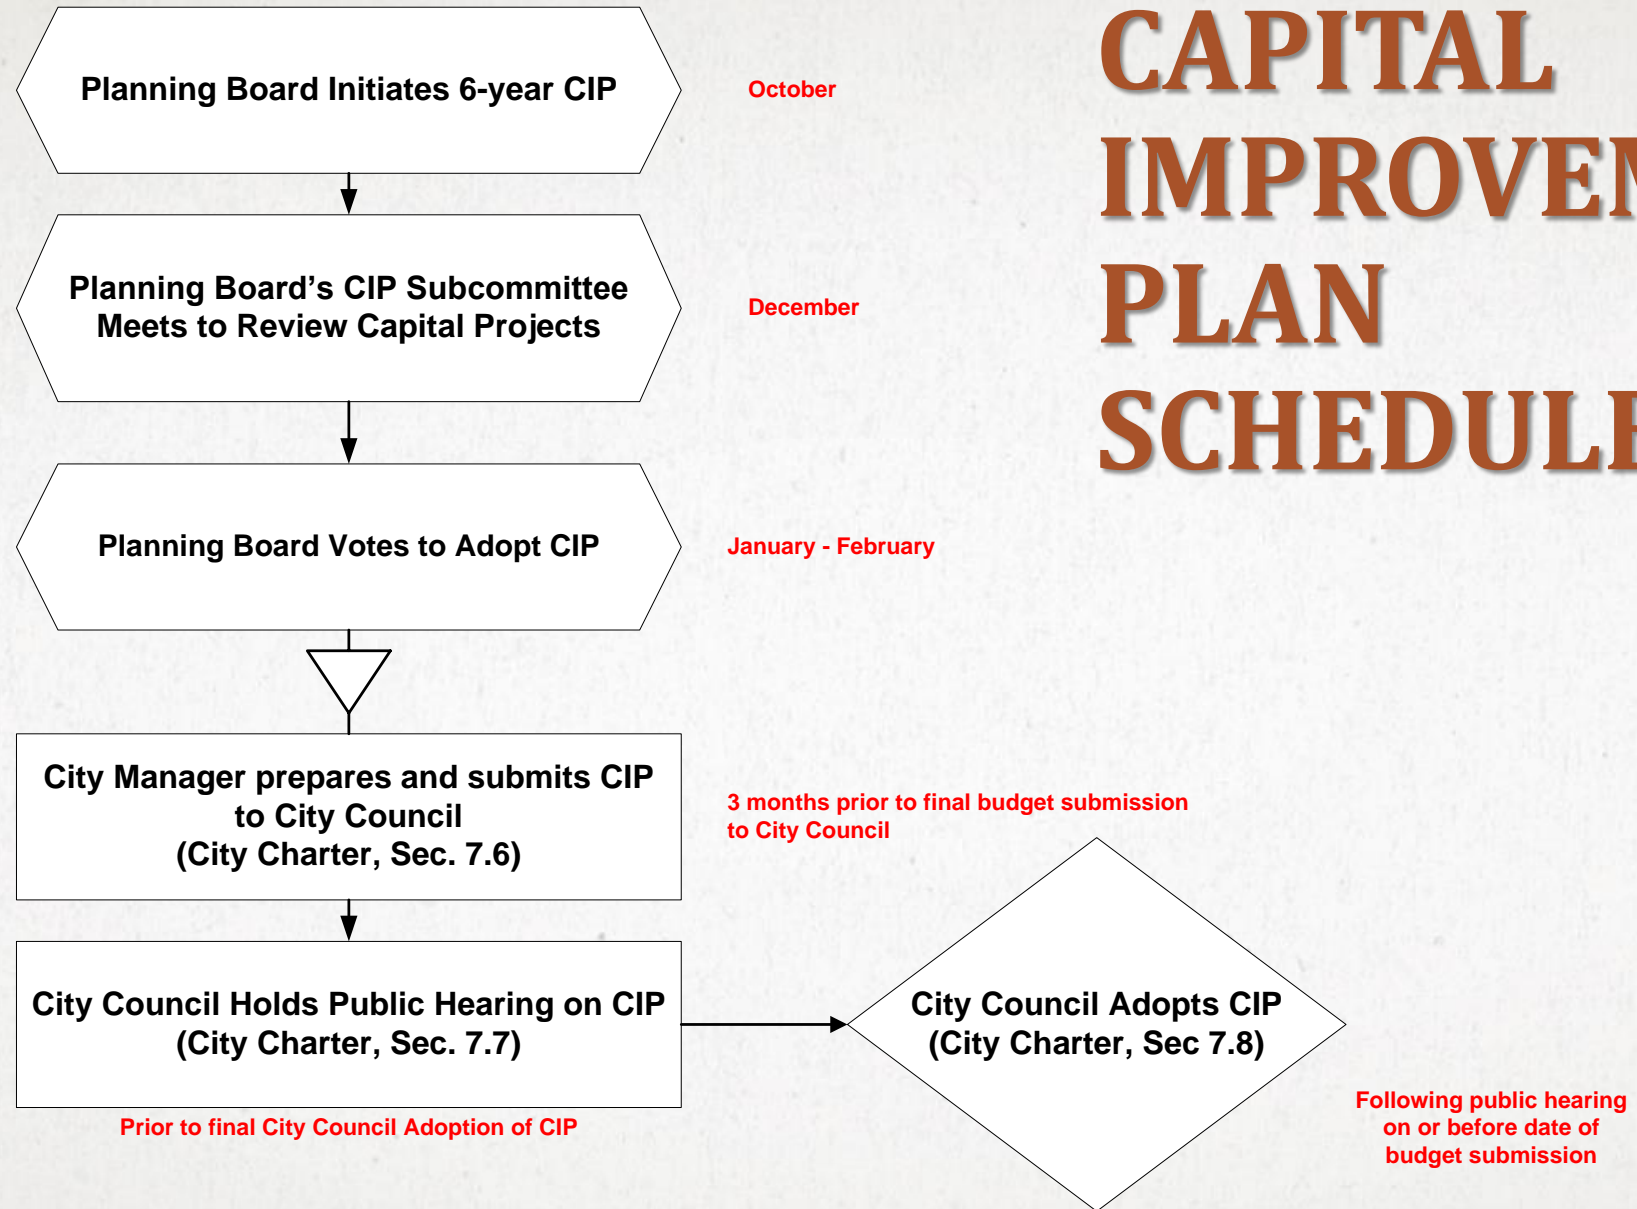 CAPITAL
IMPROVEM
PLAN
SCHEDULE
Planning Board Initiates 6-year CIP
October
Planning Board’s CIP Subcommittee
Meets to Review Capital Projects
December
Planning Board Votes to Adopt CIP
January - February
City Manager prepares and submits CIP
to City Council
(City Charter, Sec. 7.6)
3 months prior to final budget submission
to City Council
City Council Holds Public Hearing on CIP
(City Charter, Sec. 7.7)
Prior to final City Council Adoption of CIP
City Council Adopts CIP
(City Charter, Sec 7.8)
Following public hearing
on or before date of
budget submission